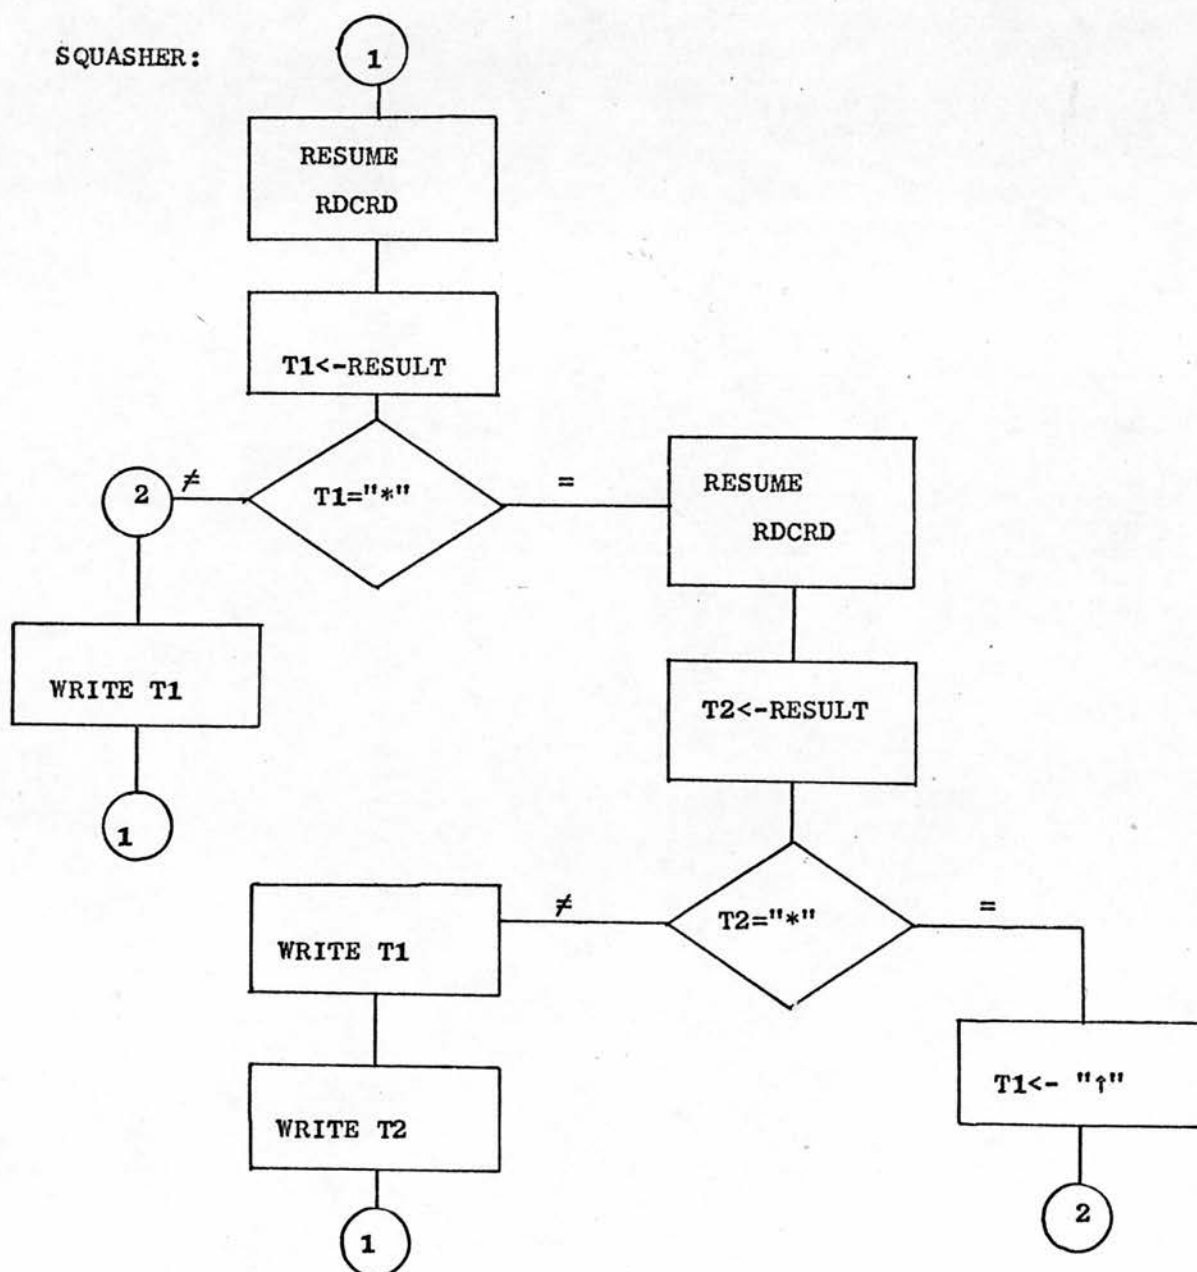 SQUASHER:
1
RESUME
RDCRD
T1<-RESULT
T1="*"
≠
2
WRITE T1
1
=
RESUME
RDCRD
T2<-RESULT
T2="*"
≠
WRITE T1
WRITE T2
1
=
T1<- "↑"
2